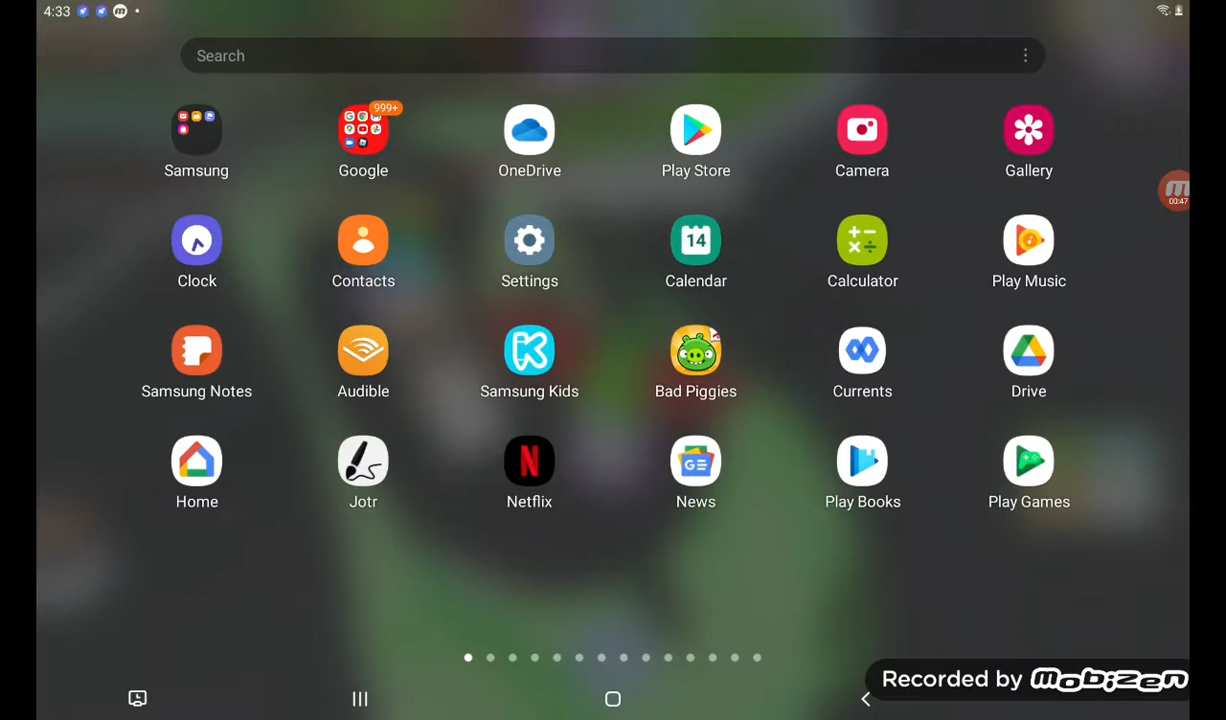 4:33
Search
999+
Samsung
Google
OneDrive
Play Store
Camera
Gallery
00:47
14
Clock
Contacts
Settings
Calendar
Calculator
Play Music
Samsung Notes
Audible
Samsung Kids
Bad Piggies
Currents
Drive
N
GE
Home
Jotr
Netflix
News
Play Books
Play Games
Recorded by mobizen